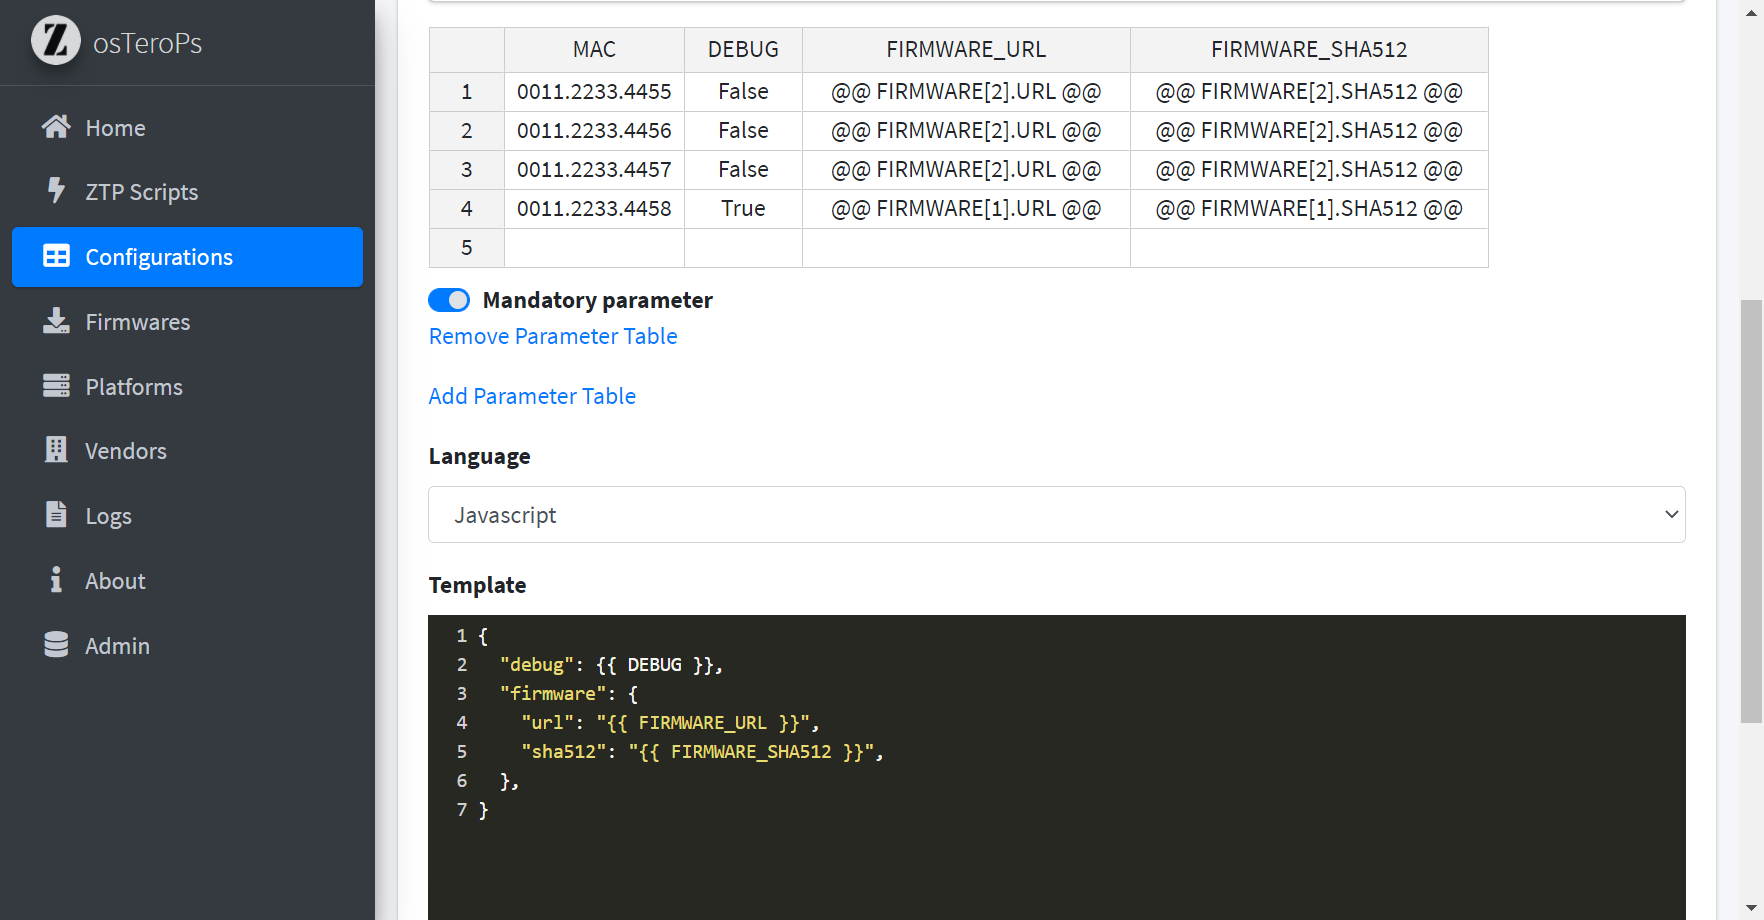 osTeroPs
Home
ZTP Scripts
Configurations
Firmwares
Platforms
Vendors
Logs
About
Admin
MAC DEBUG FIRMWARE_URL FIRMWARE_SHA512
1 0011.2233.4455 False @@ FIRMWARE[2].URL @@ @@ FIRMWARE[2].SHA512 @@
2 0011.2233.4456 False @@ FIRMWARE[2].URL @@ @@ FIRMWARE[2].SHA512 @@
3 0011.2233.4457 False @@ FIRMWARE[2].URL @@ @@ FIRMWARE[2].SHA512 @@
4 0011.2233.4458 True @@ FIRMWARE[1].URL @@ @@ FIRMWARE[1].SHA512 @@
5
Mandatory parameter
Remove Parameter Table
Add Parameter Table
Language
Javascript
Template
1 {
2   "debug": {{ DEBUG }},
3   "firmware": {
4     "url": "{{ FIRMWARE_URL }}",
5     "sha512": "{{ FIRMWARE_SHA512 }}",
6   },
7 }